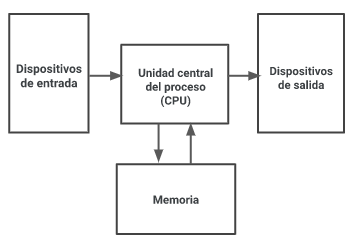 Dispositivos
de entrada
Unidad central
del proceso
(CPU)
Dispositivos
de salida
Memoria